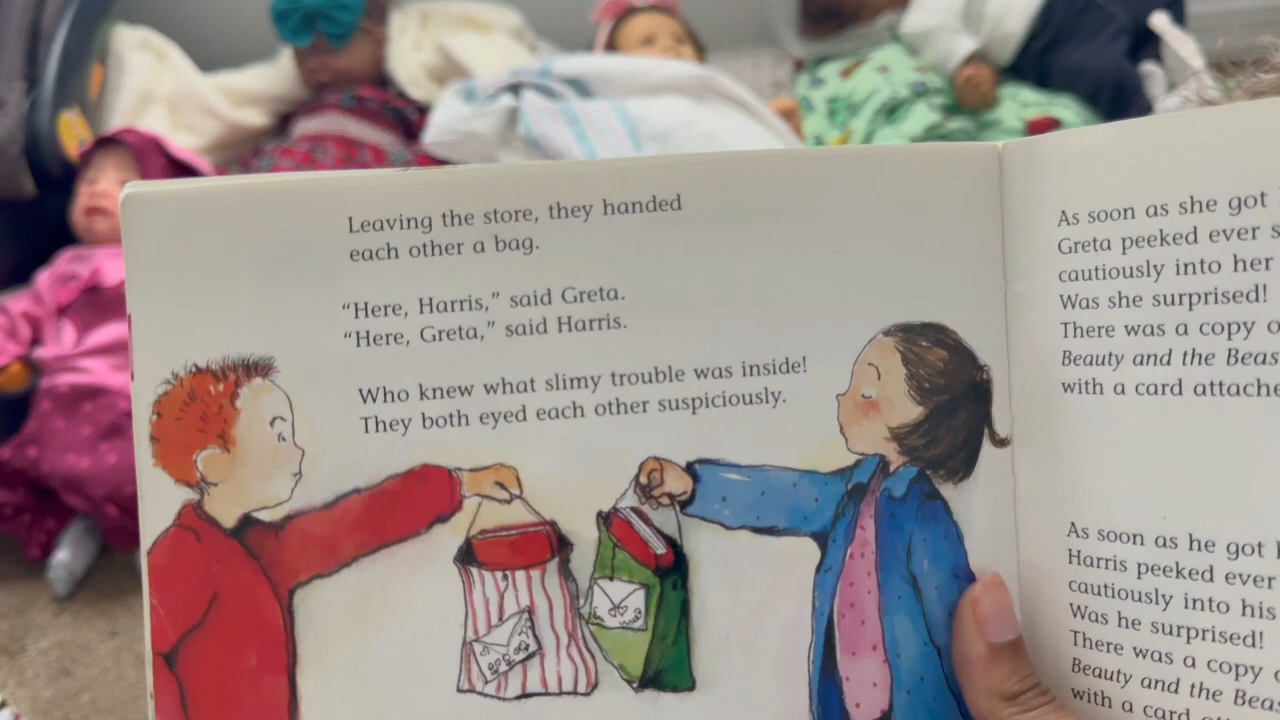 Leaving the store, they handed
each other a bag.
“Here, Harris,” said Greta.
“Here, Greta,” said Harris.
Who knew what slimy trouble was inside!
They both eyed each other suspiciously.
As soon as she got
Greta peeked ever
cautiously into her
Was she surprised!
There was a copy
Beauty and the
with a card
As soon as he got
Harris peeked ever
cautiously into his
Was he surprised!
There was a copy
Beauty and the
with a card